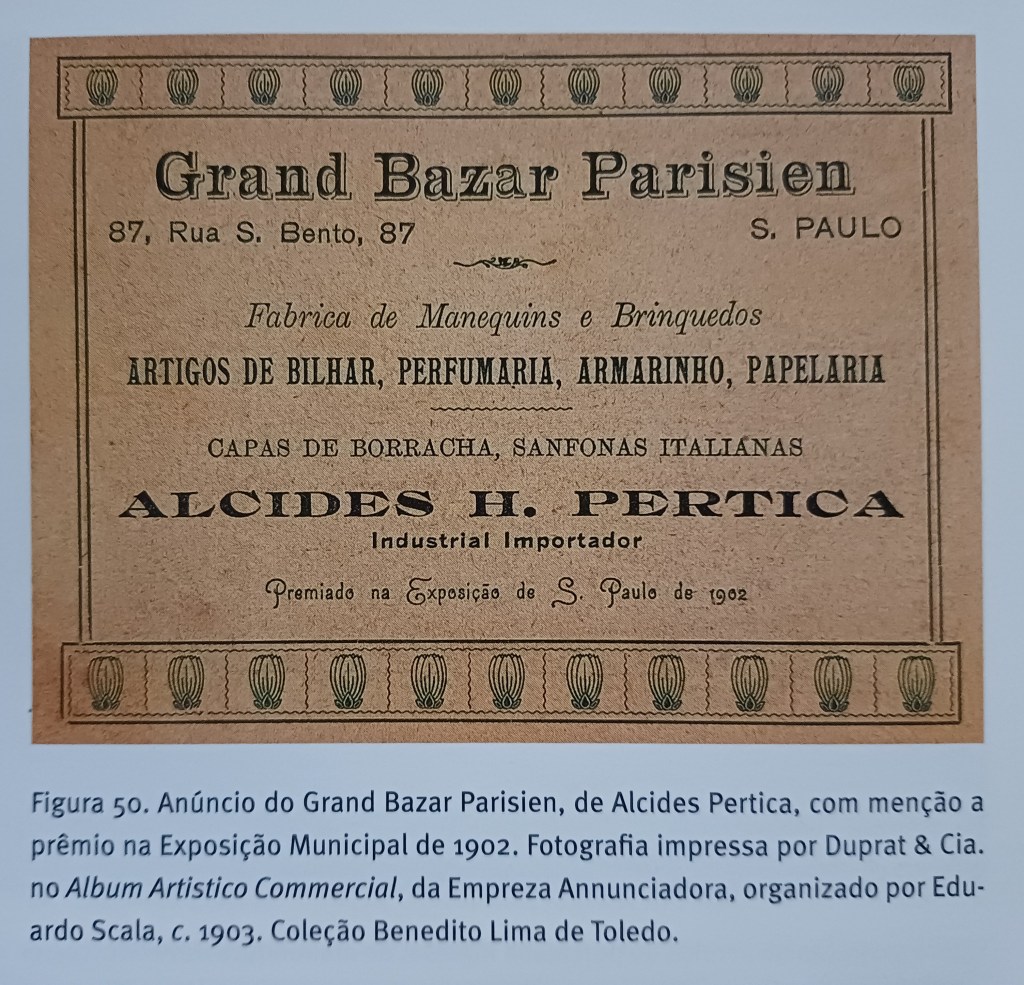 Grand Bazar Parisien
87, Rua S. Bento, 87 S. PAULO
Fabrica de Manequins e Brinquedos
ARTIGOS DE BILHAR, PERFUMARIA, ARMARINHO, PAPELARIA
CAPAS DE BORRACHA, SANFONAS ITALIANAS
ALCIDES H. PERTICA
Industrial Importador
Premiado na Exposição de S. Paulo de 1902
Figura 50. Anúncio do Grand Bazar Parisien, de Alcides Pertica, com menção a
prêmio na Exposição Municipal de 1902. Fotografia impressa por Duprat & Cia.
no Album Artistico Commercial, da Empreza Annunciadora, organizado por Edu-
ardo Scala, c. 1903. Coleção Benedito Lima de Toledo.